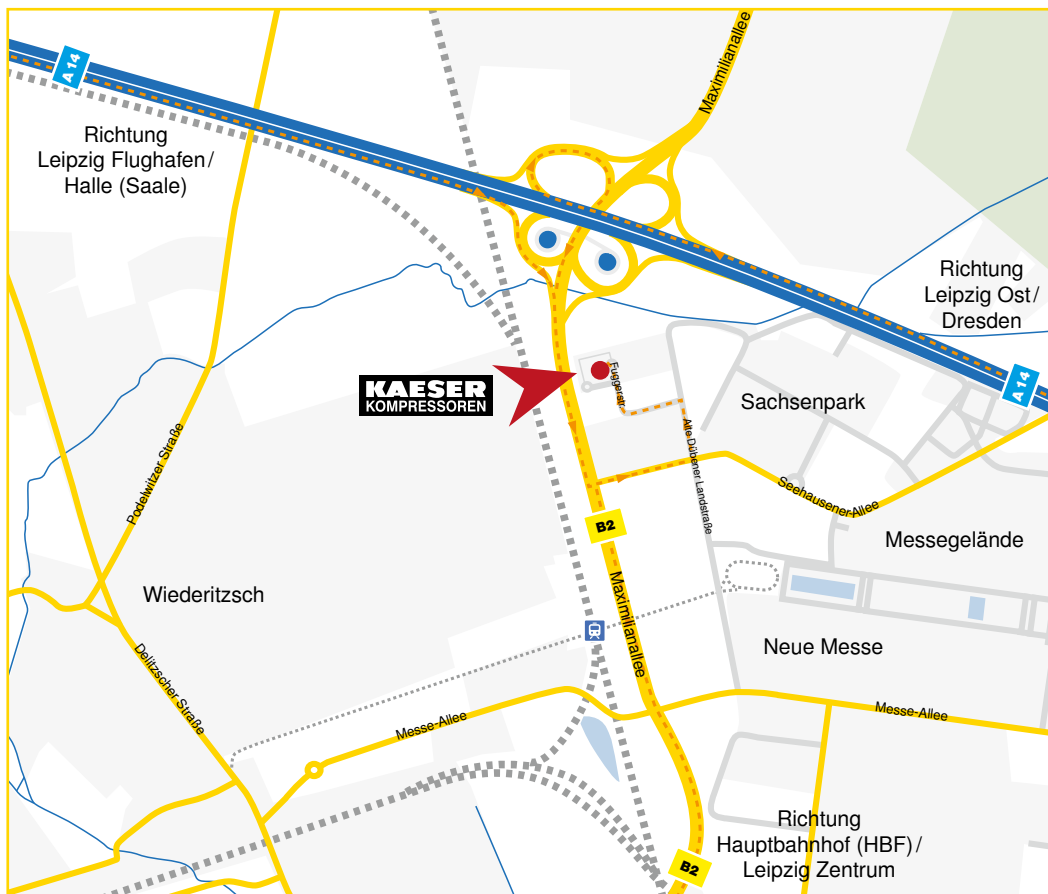 Maximilianallee
A 14
Richtung
Leipzig Flughafen/
Halle (Saale)
Richtung
Leipzig Ost/
Dresden
A 14
KAESER
KOMPRESSOREN
Fuggerstr.
Sachsenpark
Alte Dübener Landstraße
Podelwitzer Straße
Seehausener-Allee
B2
Messegelände
Wiederitzsch
Maximilianallee
Neue Messe
Delitzscher Straße
Messe-Allee
Messe-Allee
Richtung
Hauptbahnhof (HBF)/
Leipzig Zentrum
B2